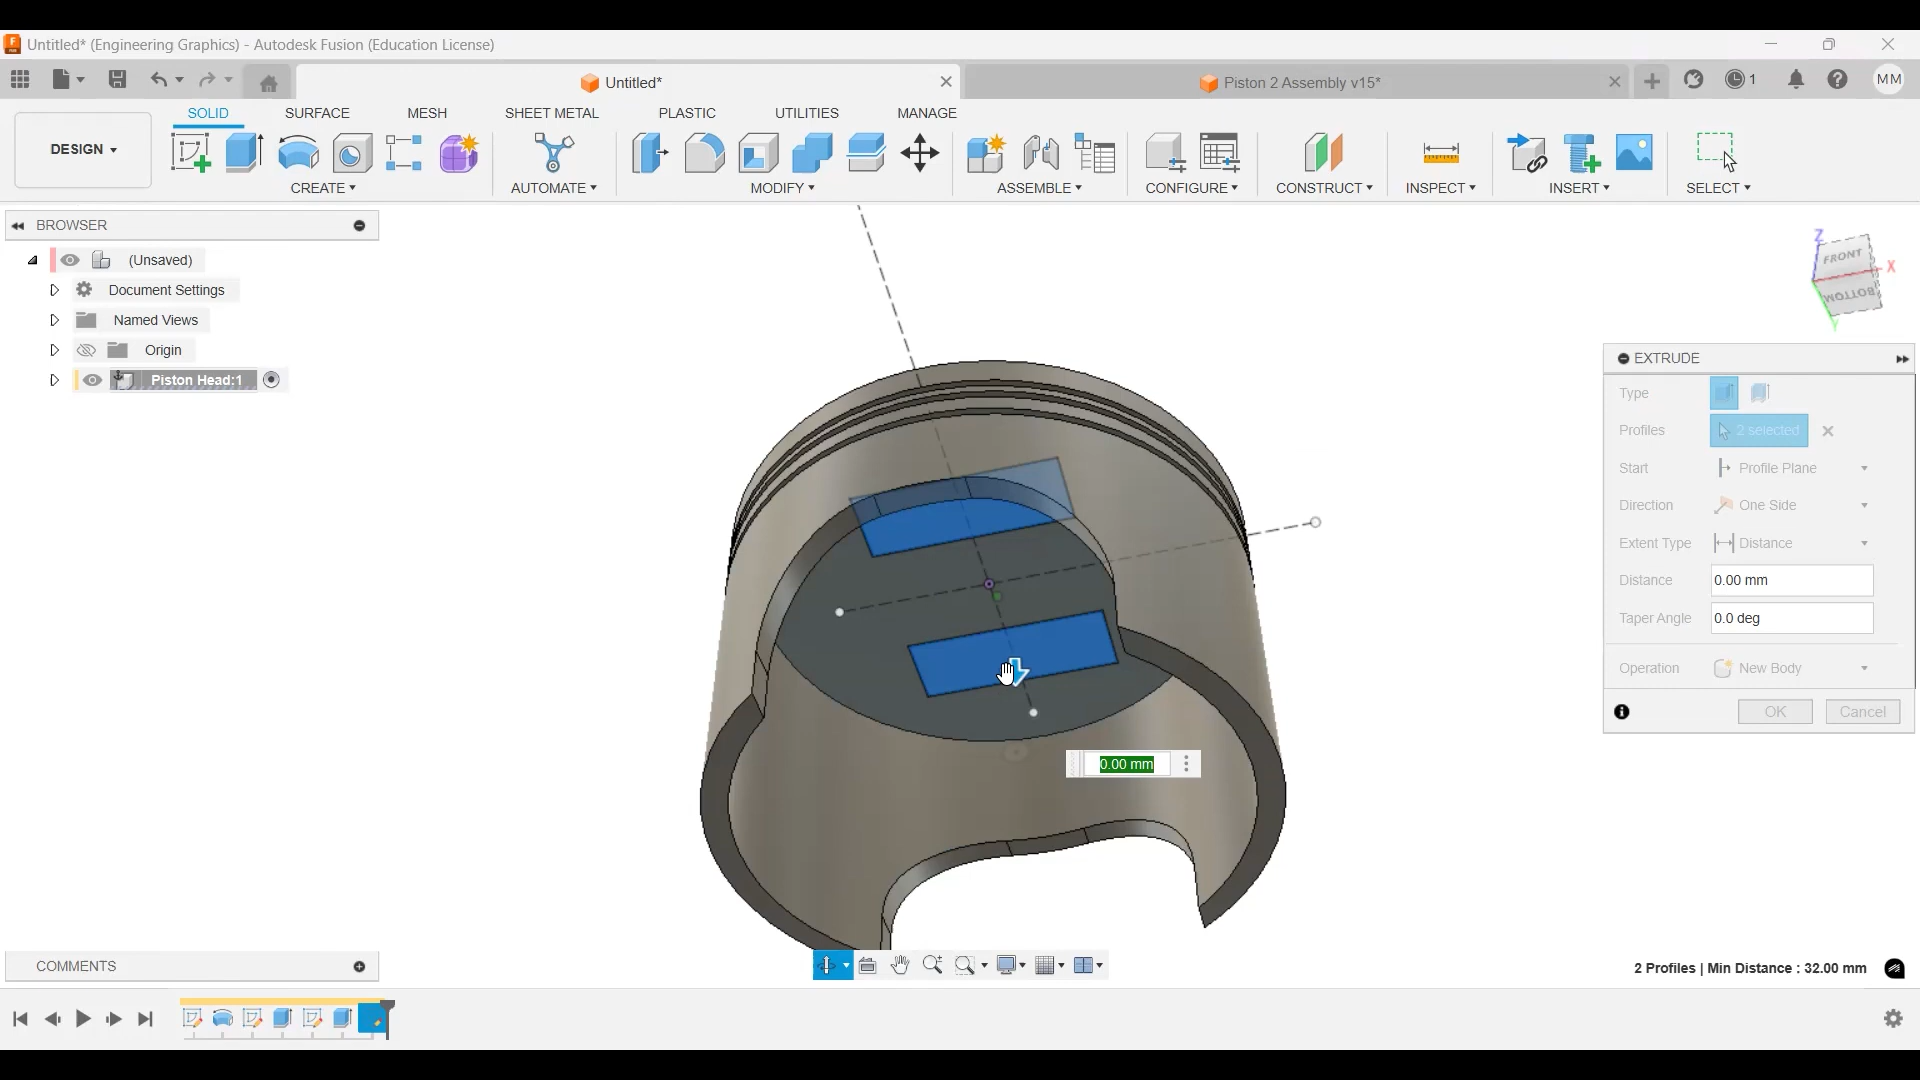 Untitled* (Engineering Graphics) - Autodesk Fusion (Education License)
Untitled*
Piston 2 Assembly v15*
1
MM
DESIGN
SOLID
SURFACE
MESH
SHEET METAL
PLASTIC
UTILITIES
MANAGE
CREATE
AUTOMATE
MODIFY
ASSEMBLE
CONFIGURE
CONSTRUCT
INSPECT
INSERT
SELECT
BROWSER
(Unsaved)
Document Settings
Named Views
Origin
Piston Head:1
Z
FRONT
X
BOTTOM
Y
EXTRUDE
Type
Profiles
2 selected
Start
Profile Plane
Direction
One Side
Extent Type
Distance
Distance
0.00 mm
Taper Angle
0.0 deg
Operation
New Body
OK
Cancel
0.00 mm
COMMENTS
2 Profiles | Min Distance : 32.00 mm